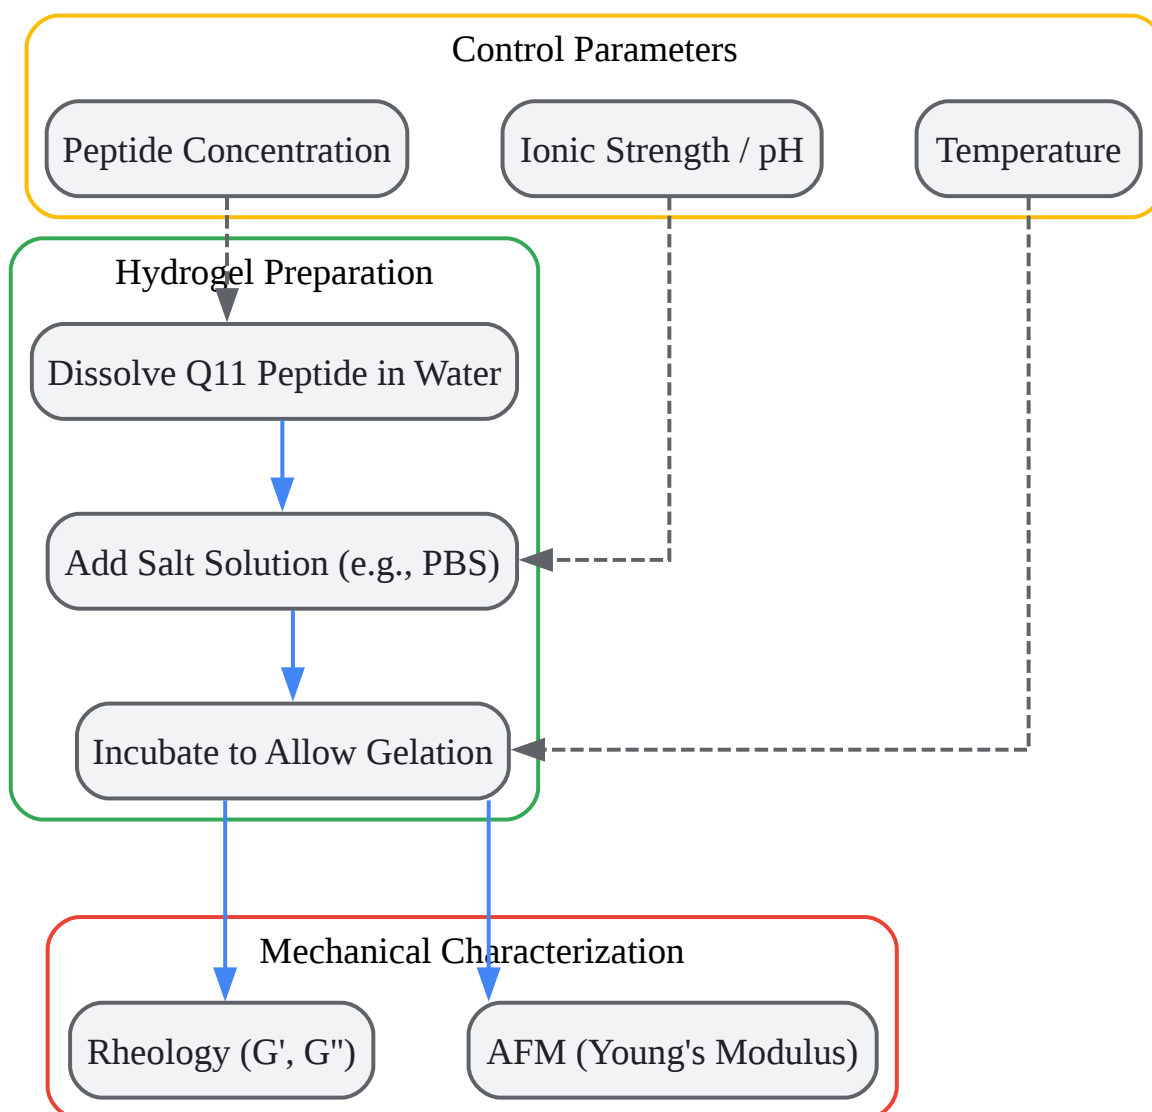 Control Parameters
Peptide Concentration
Ionic Strength / pH
Temperature
Hydrogel Preparation
Dissolve Q11 Peptide in Water
Add Salt Solution (e.g., PBS)
Incubate to Allow Gelation
Mechanical Characterization
Rheology (G', G'')
AFM (Young's Modulus)